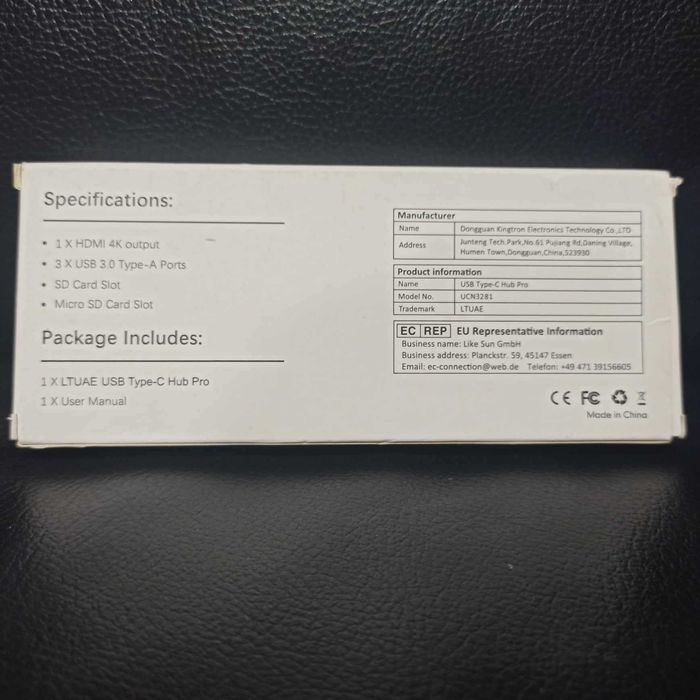 Specifications:
• 1 X HDMI 4K output
• 3 X USB 3.0 Type-A Ports
• SD Card Slot
• Micro SD Card Slot
Package Includes:
1 X LTUAE USB Type-C Hub Pro
1 X User Manual
Manufacturer
Name Dongguan Kingtron Electronics Technology Co.,LTD
Address Junteng Tech.Park,No.61 Pujiang Rd,Daning Village,
Humen Town,Dongguan,China,523930
Product information
Name USB Type-C Hub Pro
Model No. UCN3281
Trademark LTUAE
EC REP EU Representative Information
Business name: Like Sun GmbH
Business address: Planckstr. 59, 45147 Essen
Email: ec-connection@web.de Telefon: +49 471 39156605
CE FC
Made in China